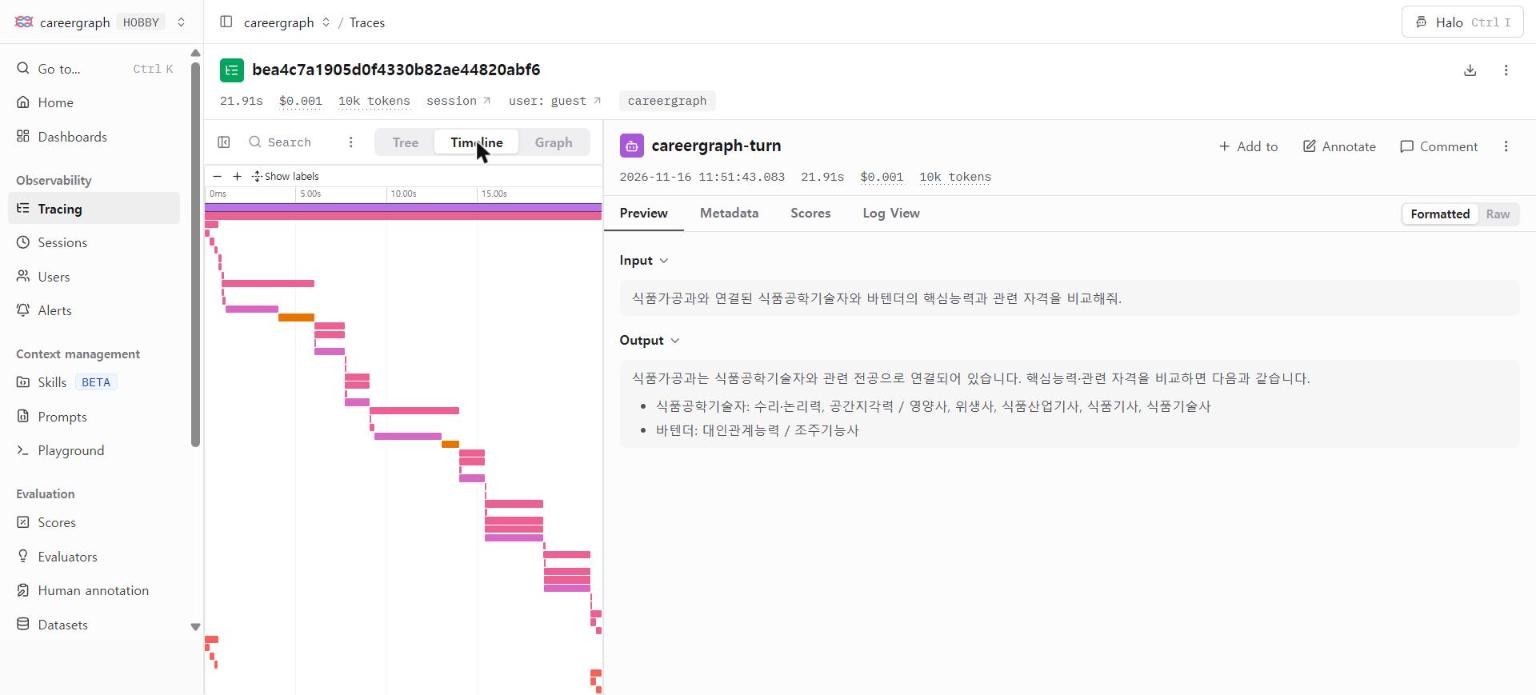 careergraph HOBBY
careergraph / Traces
Halo Ctrl I
Go to... Ctrl K
Home
Dashboards
Observability
Tracing
Sessions
Users
Alerts
Context management
Skills BETA
Prompts
Playground
Evaluation
Scores
Evaluators
Human annotation
Datasets
bea4c7a1905d0f4330b82ae44820abf6
21.91s $0.001 10k tokens session user: guest careergraph
Search Tree Timeline Graph
Show labels
0ms 5.00s 10.00s 15.00s
careergraph-turn
Add to Annotate Comment
2026-11-16 11:51:43.083 21.91s $0.001 10k tokens
Preview Metadata Scores Log View Formatted Raw
Input
식품가공과와 연결된 식품공학기술자와 바텐더의 핵심능력과 관련 자격을 비교해줘.
Output
식품가공과는 식품공학기술자와 관련 전공으로 연결되어 있습니다. 핵심능력·관련 자격을 비교하면 다음과 같습니다.
• 식품공학기술자: 수리·논리력, 공간지각력 / 영양사, 위생사, 식품산업기사, 식품기사, 식품기술사
• 바텐더: 대인관계능력 / 조주기능사